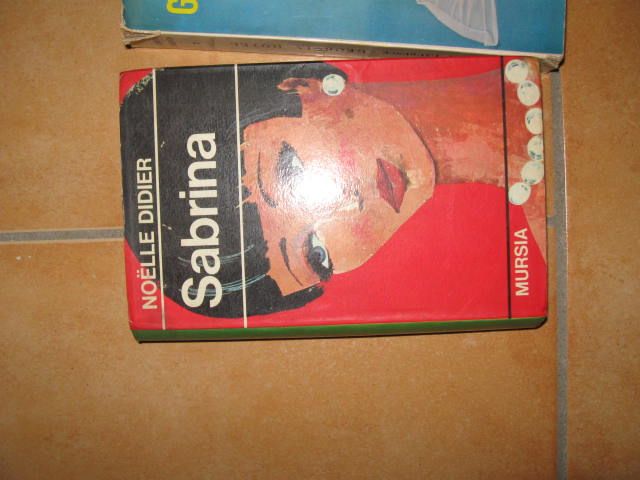 NOËLLE DIDIER
Sabrina
MURSIA
G